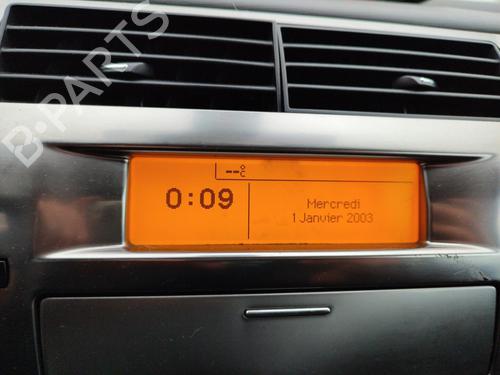 B-PARTS
--°C
0:09
Mercredi
1 Janvier 2003